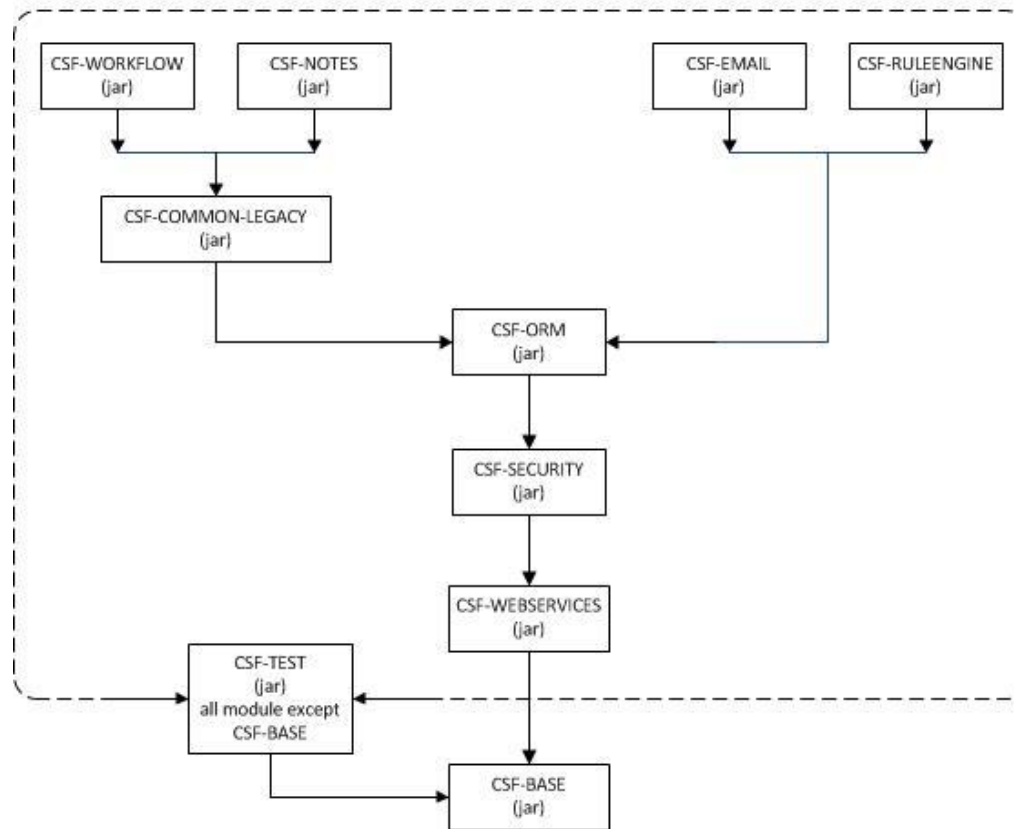 CSF-WORKFLOW
(jar)
CSF-NOTES
(jar)
CSF-EMAIL
(jar)
CSF-RULEENGINE
(jar)
CSF-COMMON-LEGACY
(jar)
CSF-ORM
(jar)
CSF-SECURITY
(jar)
CSF-WEBSERVICES
(jar)
CSF-TEST
(jar)
all module except
CSF-BASE
CSF-BASE
(jar)